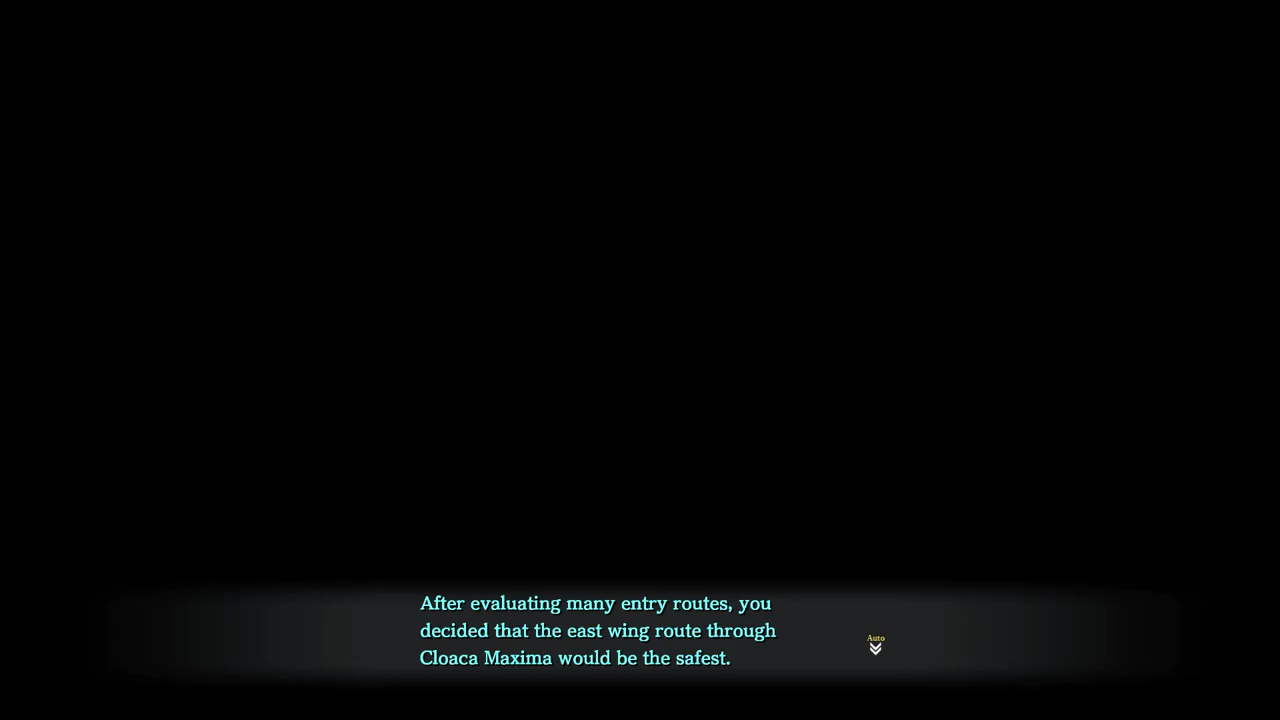 After evaluating many entry routes, you
decided that the east wing route through
Cloaca Maxima would be the safest.
Auto